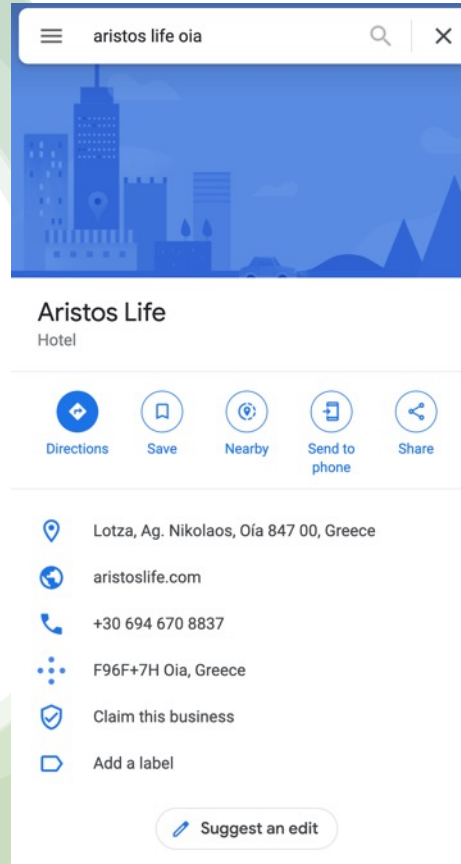 aristos life oia
Aristos Life
Hotel
Directions
Save
Nearby
Send to
phone
Share
Lotza, Ag. Nikolaos, Oía 847 00, Greece
aristoslife.com
+30 694 670 8837
F96F+7H Oia, Greece
Claim this business
Add a label
Suggest an edit